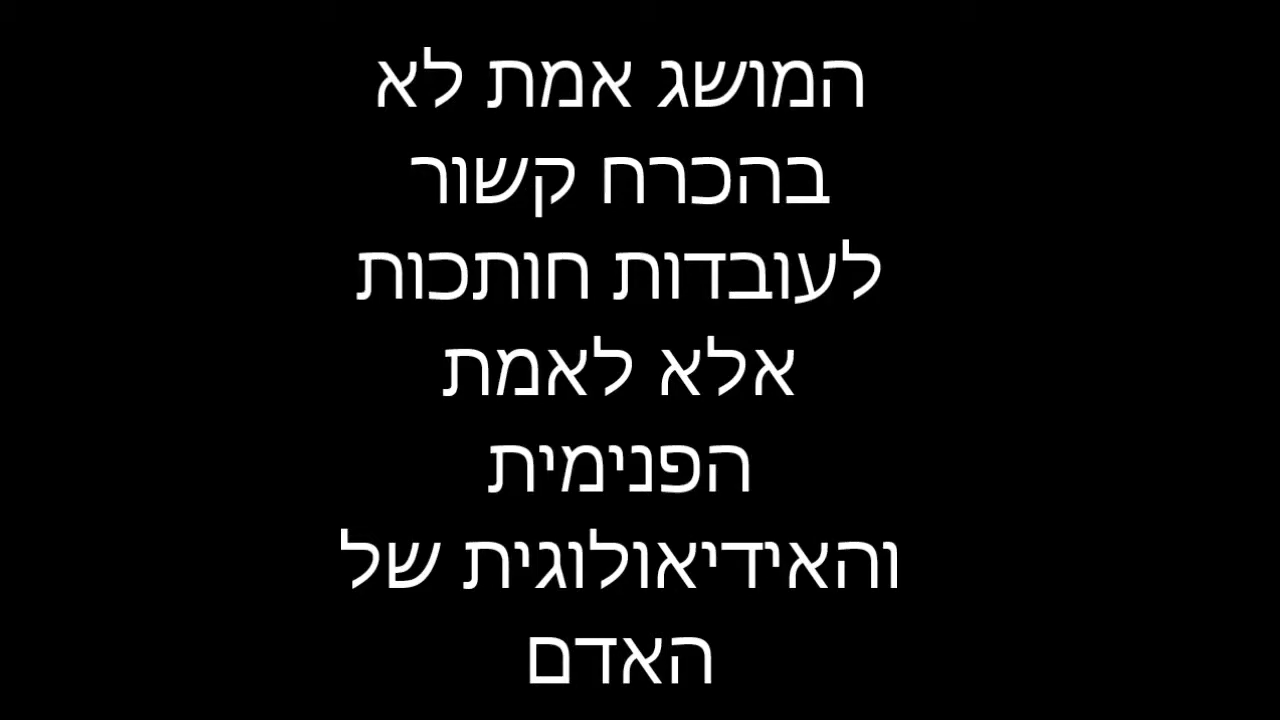 המושג אמת לא
בהכרח קשור
לעובדות חותכות
אלא לאמת
הפנימית
והאידיאולוגית של
האדם